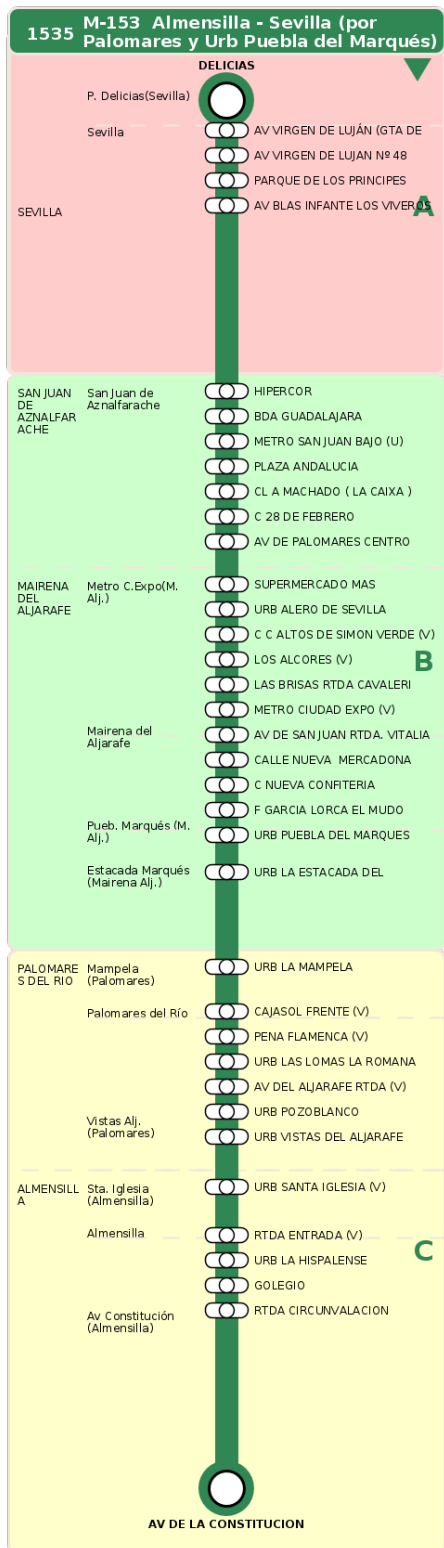 1535 M-153 Almensilla - Sevilla (por
Palomares y Urb Puebla del Marqués)
DELICIAS
P. Delicias(Sevilla)
Sevilla
AV VIRGEN DE LUJÁN (GTA DE
AV VIRGEN DE LUJAN Nº 48
PARQUE DE LOS PRINCIPES
SEVILLA
AV BLAS INFANTE LOS VIVEROS
A
SAN JUAN
DE
AZNALFAR
ACHE
San Juan de
Aznalfarache
HIPERCOR
BDA GUADALAJARA
METRO SAN JUAN BAJO (U)
PLAZA ANDALUCIA
CL A MACHADO ( LA CAIXA )
C 28 DE FEBRERO
AV DE PALOMARES CENTRO
MAIRENA
DEL
ALJARAFE
Metro C.Expo(M.
Alj.)
SUPERMERCADO MAS
URB ALERO DE SEVILLA
C C ALTOS DE SIMON VERDE (V)
LOS ALCORES (V)
B
LAS BRISAS RTDA CAVALERI
METRO CIUDAD EXPO (V)
Mairena del
Aljarafe
AV DE SAN JUAN RTDA. VITALIA
CALLE NUEVA  MERCADONA
C NUEVA CONFITERIA
F GARCIA LORCA EL MUDO
Pueb. Marqués (M.
Alj.)
URB PUEBLA DEL MARQUES
Estacada Marqués
(Mairena Alj.)
URB LA ESTACADA DEL
PALOMARE
S DEL RIO
Mampela
(Palomares)
URB LA MAMPELA
Palomares del Río
CAJASOL FRENTE (V)
PENA FLAMENCA (V)
URB LAS LOMAS LA ROMANA
AV DEL ALJARAFE RTDA (V)
URB POZOBLANCO
Vistas Alj.
(Palomares)
URB VISTAS DEL ALJARAFE
ALMENSILL
A
Sta. Iglesia
(Almensilla)
URB SANTA IGLESIA (V)
Almensilla
RTDA ENTRADA (V)
C
URB LA HISPALENSE
GOLEGIO
RTDA CIRCUNVALACION
Av Constitución
(Almensilla)
AV DE LA CONSTITUCION